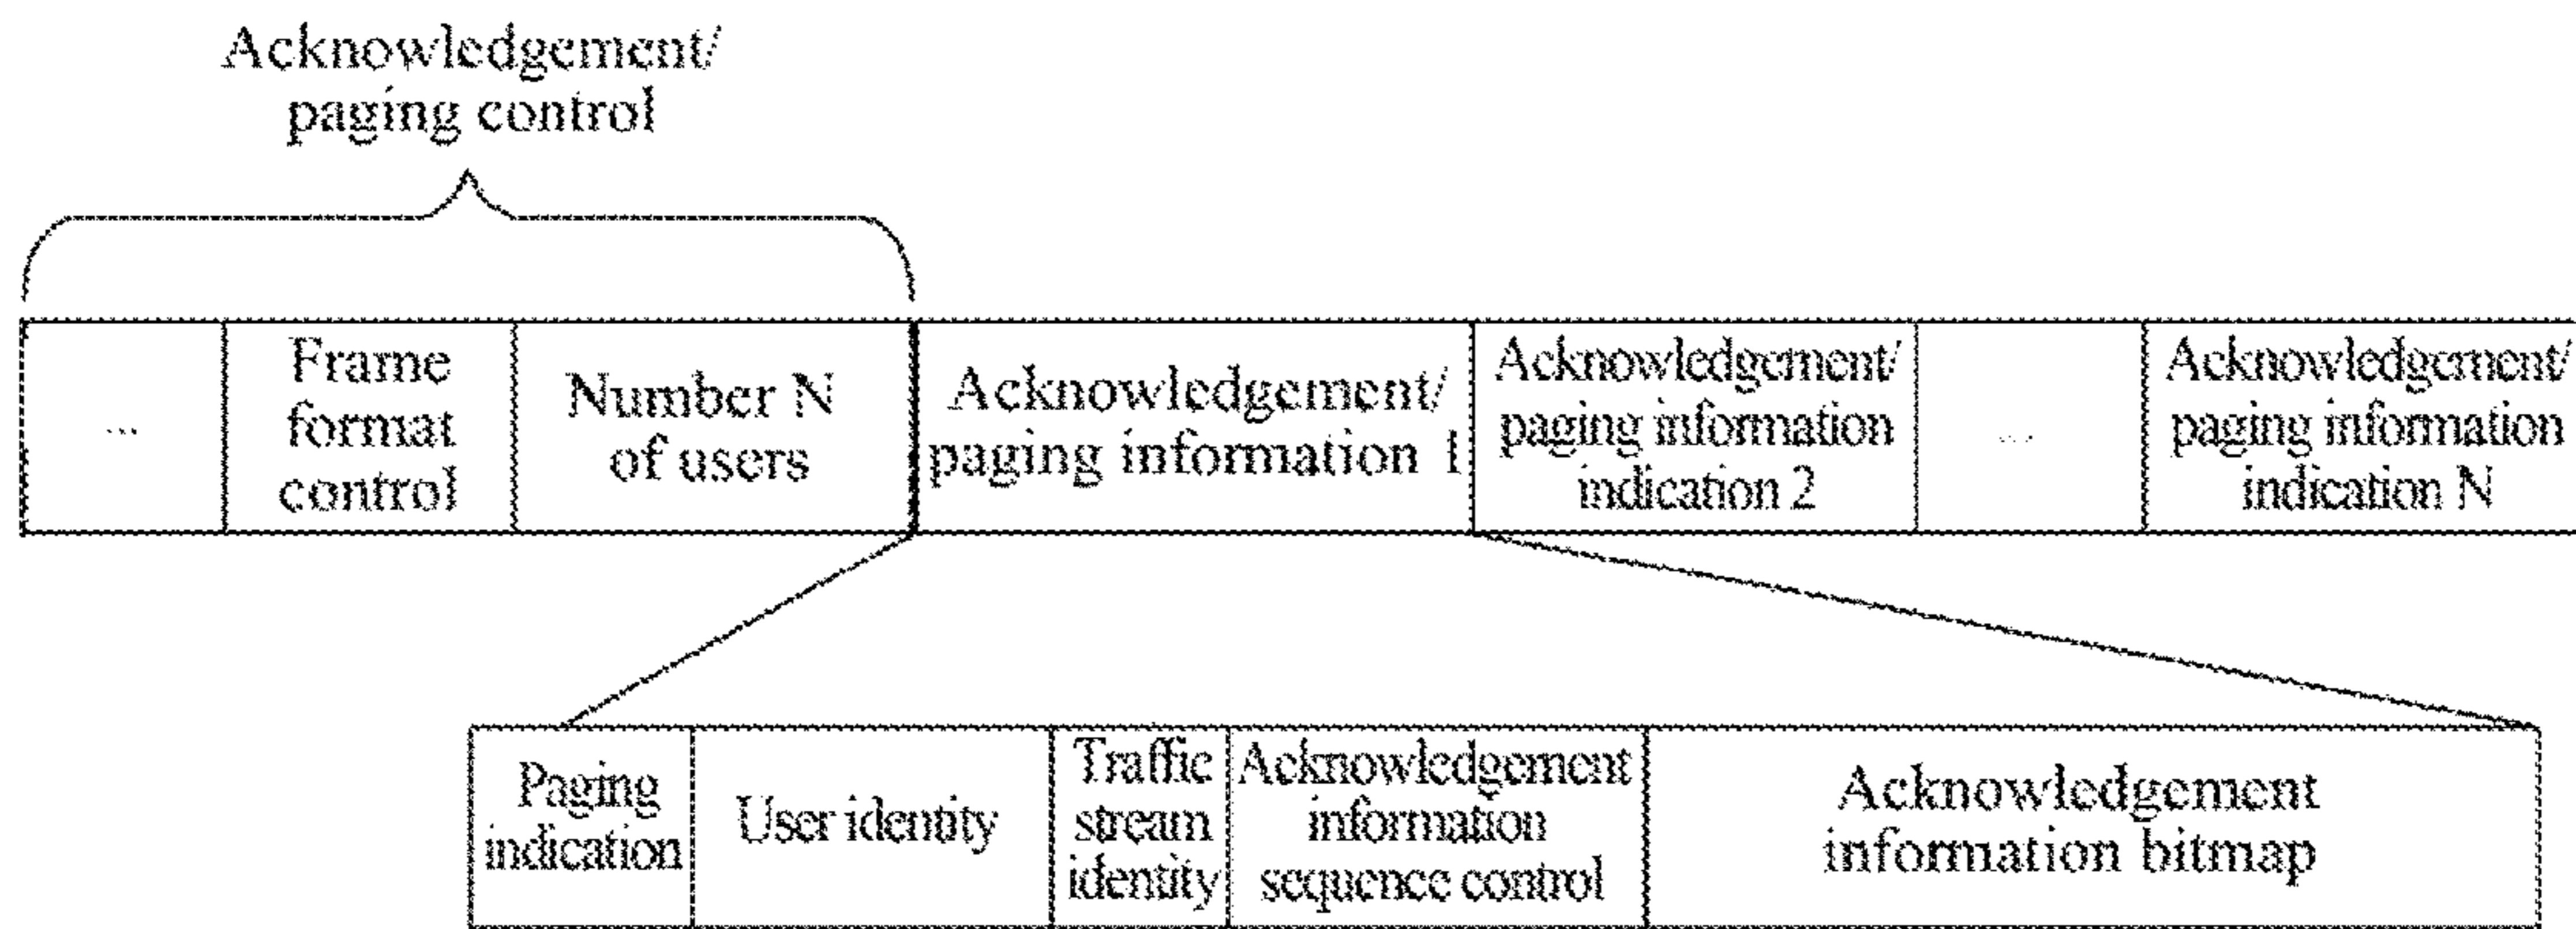 Acknowledgement/
paging control
...
Frame
format
control
Number N
of users
Acknowledgement/
paging information 1
Acknowledgement/
paging information
indication 2
...
Acknowledgement/
paging information
indication N
Paging
indication
User identity
Traffic
stream
identity
Acknowledgement
information
sequence control
Acknowledgement
information bitmap